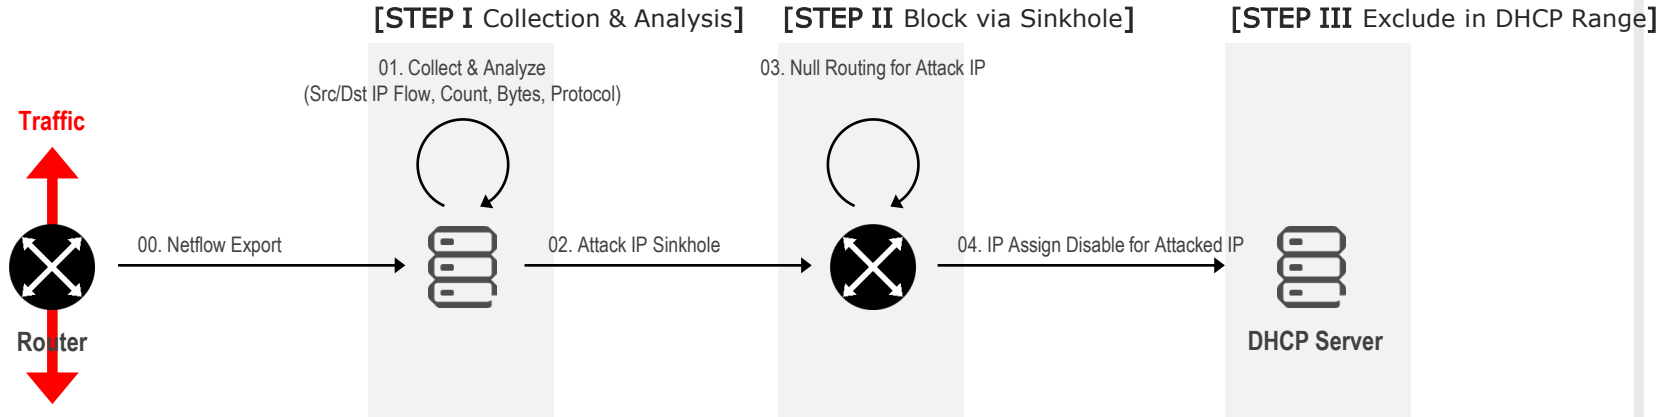 [STEP I Collection & Analysis]
[STEP II Block via Sinkhole]
[STEP III Exclude in DHCP Range]
01. Collect & Analyze
(Src/Dst IP Flow, Count, Bytes, Protocol)
03. Null Routing for Attack IP
Traffic
00. Netflow Export
02. Attack IP Sinkhole
04. IP Assign Disable for Attacked IP
Router
DHCP Server